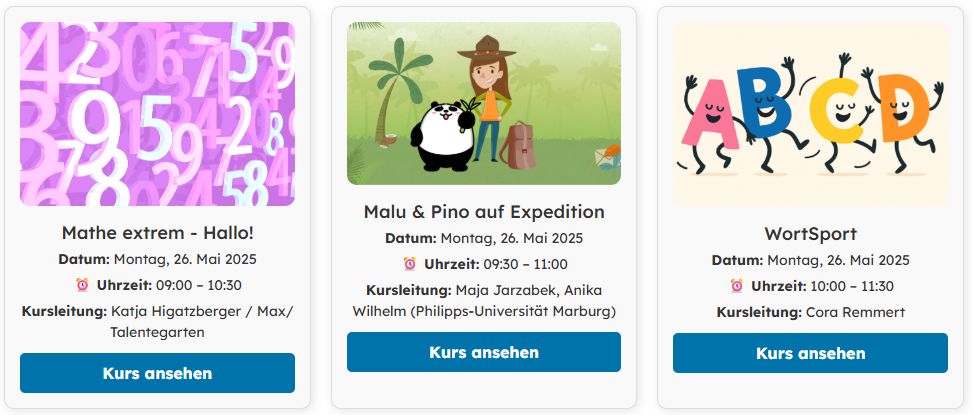 Mathe extrem - Hallo!
Datum: Montag, 26. Mai 2025
⏰ Uhrzeit: 09:00 – 10:30
Kursleitung: Katja Higatzberger / Max/
Talentegarten
Kurs ansehen
Malu & Pino auf Expedition
Datum: Montag, 26. Mai 2025
⏰ Uhrzeit: 09:30 – 11:00
Kursleitung: Maja Jarzabek, Anika
Wilhelm (Philipps-Universität Marburg)
Kurs ansehen
A B C D
WortSport
Datum: Montag, 26. Mai 2025
⏰ Uhrzeit: 10:00 – 11:30
Kursleitung: Cora Remmert
Kurs ansehen